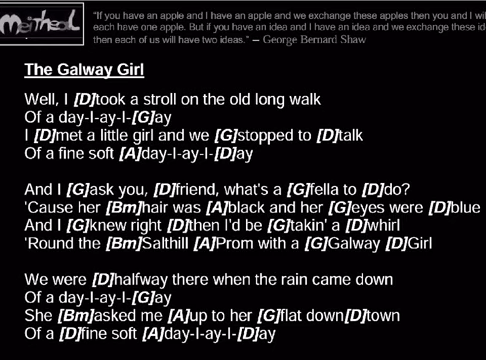 Meitheal
"If you have an apple and I have an apple and we exchange these apples then you and I wi
each have one apple. But if you have an idea and I have an idea and we exchange these id
then each of us will have two ideas." – George Bernard Shaw
The Galway Girl
Well, I [D]took a stroll on the old long walk
Of a day-I-ay-I-[G]ay
I [D]met a little girl and we [G]stopped to [D]talk
Of a fine soft [A]day-I-ay-I-[D]ay
And I [G]ask you, [D]friend, what's a [G]fella to [D]do?
'Cause her [Bm]hair was [A]black and her [G]eyes were [D]blue
And I [G]knew right [D]then I'd be [G]takin' a [D]whirl
'Round the [Bm]Salthill [A]Prom with a [G]Galway [D]Girl
We were [D]halfway there when the rain came down
Of a day-I-ay-I-[G]ay
She [Bm]asked me [A]up to her [G]flat down[D]town
Of a [D]fine soft [A]day-I-ay-I-[D]ay